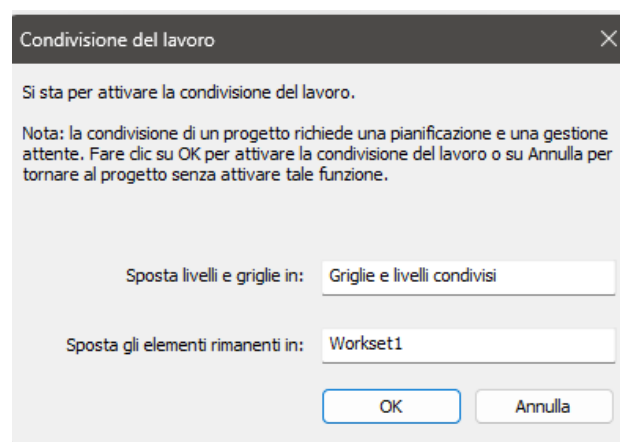 Condivisione del lavoro
Si sta per attivare la condivisione del lavoro.
Nota: la condivisione di un progetto richiede una pianificazione e una gestione
attente. Fare clic su OK per attivare la condivisione del lavoro o su Annulla per
tornare al progetto senza attivare tale funzione.
Sposta livelli e griglie in: Griglie e livelli condivisi
Sposta gli elementi rimanenti in: Workset1
OK Annulla